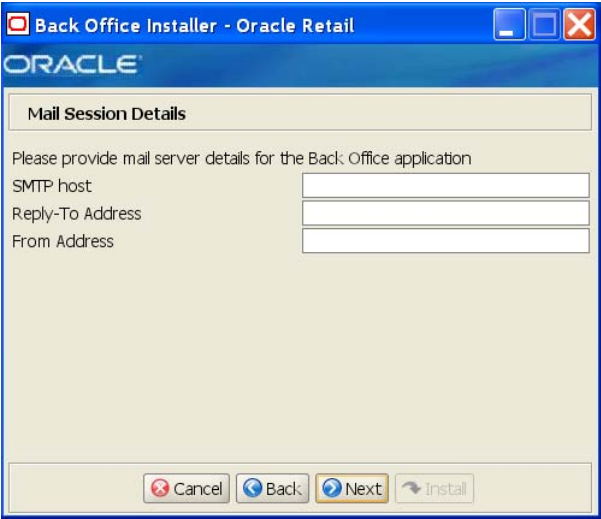 Back Office Installer - Oracle Retail
ORACLE
Mail Session Details
Please provide mail server details for the Back Office application
SMTP host
Reply-To Address
From Address
Cancel Back Next Install